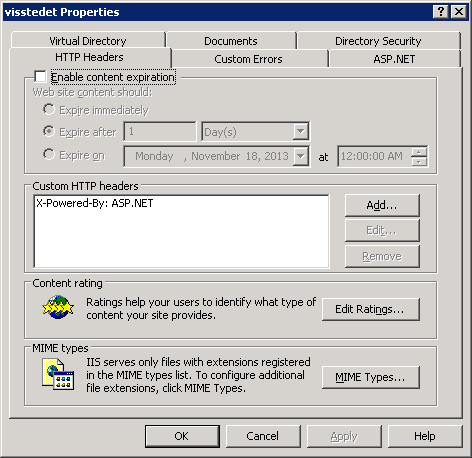 visstedet Properties
Virtual Directory
Documents
Directory Security
HTTP Headers
Custom Errors
ASP.NET
Enable content expiration
Web site content should:
Expire immediately
Expire after 1 Day(s)
Expire on Monday , November 18, 2013 at 12:00:00 AM
Custom HTTP headers
X-Powered-By: ASP.NET
Add...
Edit...
Remove
Content rating
Ratings help your users to identify what type of
content your site provides.
Edit Ratings...
MIME types
IIS serves only files with extensions registered
in the MIME types list. To configure additional
file extensions, click MIME Types.
MIME Types...
OK
Cancel
Apply
Help